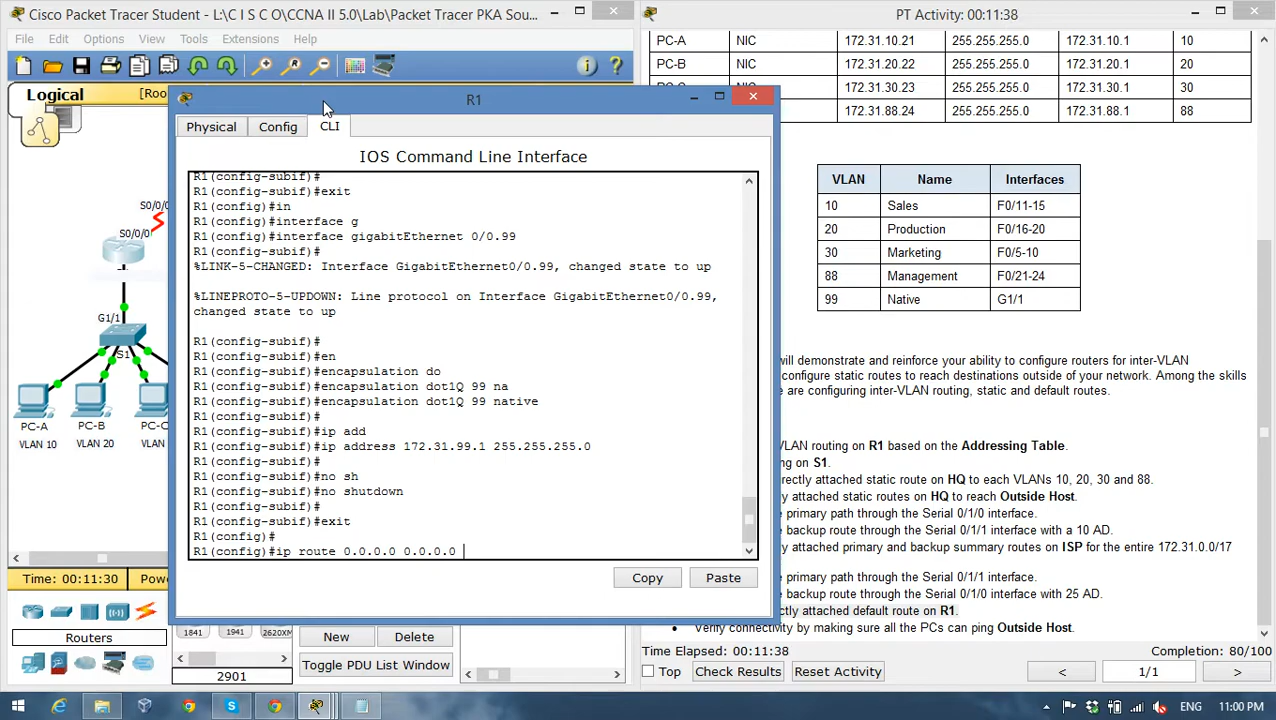 Cisco Packet Tracer Student - L:\C I S C O\CCNA II 5.0\Lab\Packet Tracer PKA Sou...
File Edit Options View Tools Extensions Help
Logical
[Roo
S0/0/
S0/0/0
G1/1
S1
PC-A
PC-B
PC-C
VLAN 10
VLAN 20
VLAN
Time: 00:11:30
Powe
Routers
1841
1941
2620XM
2901
New
Delete
Toggle PDU List Window
R1
Physical
Config
CLI
IOS Command Line Interface
R1(config-subif)#
R1(config-subif)#exit
R1(config)#in
R1(config)#interface g
R1(config)#interface gigabitEthernet 0/0.99
R1(config-subif)#
%LINK-5-CHANGED: Interface GigabitEthernet0/0.99, changed state to up
%LINEPROTO-5-UPDOWN: Line protocol on Interface GigabitEthernet0/0.99,
changed state to up
R1(config-subif)#
R1(config-subif)#en
R1(config-subif)#encapsulation do
R1(config-subif)#encapsulation dot1Q 99 na
R1(config-subif)#encapsulation dot1Q 99 native
R1(config-subif)#
R1(config-subif)#ip add
R1(config-subif)#ip address 172.31.99.1 255.255.255.0
R1(config-subif)#
R1(config-subif)#no sh
R1(config-subif)#no shutdown
R1(config-subif)#
R1(config-subif)#exit
R1(config)#
R1(config)#ip route 0.0.0.0 0.0.0.0
Copy
Paste
PT Activity: 00:11:38
PC-A NIC 172.31.10.21 255.255.255.0 172.31.10.1 10
PC-B NIC 172.31.20.22 255.255.255.0 172.31.20.1 20
NIC 172.31.30.23 255.255.255.0 172.31.30.1 30
172.31.88.24 255.255.255.0 172.31.88.1 88
VLAN Name Interfaces
10 Sales F0/11-15
20 Production F0/16-20
30 Marketing F0/5-10
88 Management F0/21-24
99 Native G1/1
will demonstrate and reinforce your ability to configure routers for inter-VLAN
configure static routes to reach destinations outside of your network. Among the skills
are configuring inter-VLAN routing, static and default routes.
VLAN routing on R1 based on the Addressing Table.
ng on S1.
rectly attached static route on HQ to each VLANs 10, 20, 30 and 88.
y attached static routes on HQ to reach Outside Host.
e primary path through the Serial 0/1/0 interface.
e backup route through the Serial 0/1/1 interface with a 10 AD.
y attached primary and backup summary routes on ISP for the entire 172.31.0.0/17
e primary path through the Serial 0/1/1 interface.
e backup route through the Serial 0/1/0 interface with 25 AD.
ctly attached default route on R1.
Verify connectivity by making sure all the PCs can ping Outside Host.
Time Elapsed: 00:11:38
Completion: 80/100
Top
Check Results
Reset Activity
<
1/1
>
ENG
11:00 PM